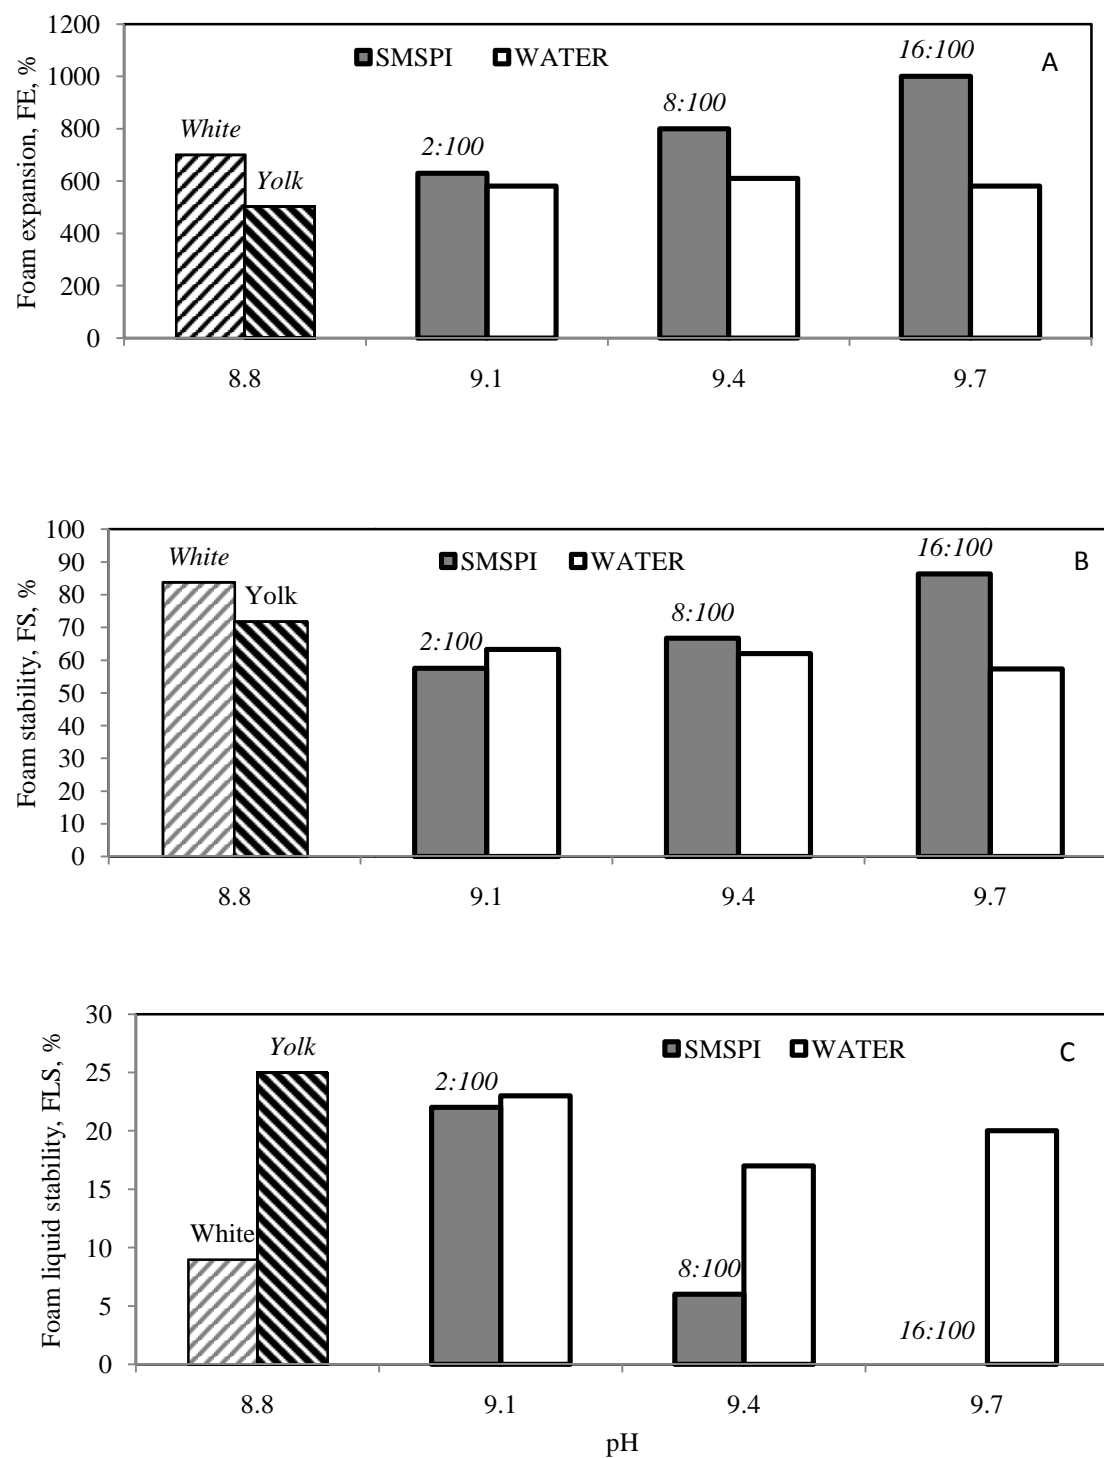 Foam expansion, FE, %
1200
1000
800
600
400
200
0
SMSPI WATER
A
White
Yolk
2:100
8:100
16:100
8.8 9.1 9.4 9.7
Foam stability, FS, %
100
90
80
70
60
50
40
30
20
10
0
SMSPI WATER
B
White
Yolk
2:100
8:100
16:100
8.8 9.1 9.4 9.7
Foam liquid stability, FLS, %
30
25
20
15
10
5
0
SMSPI WATER
C
White
Yolk
2:100
8:100
16:100
8.8 9.1 9.4 9.7
pH